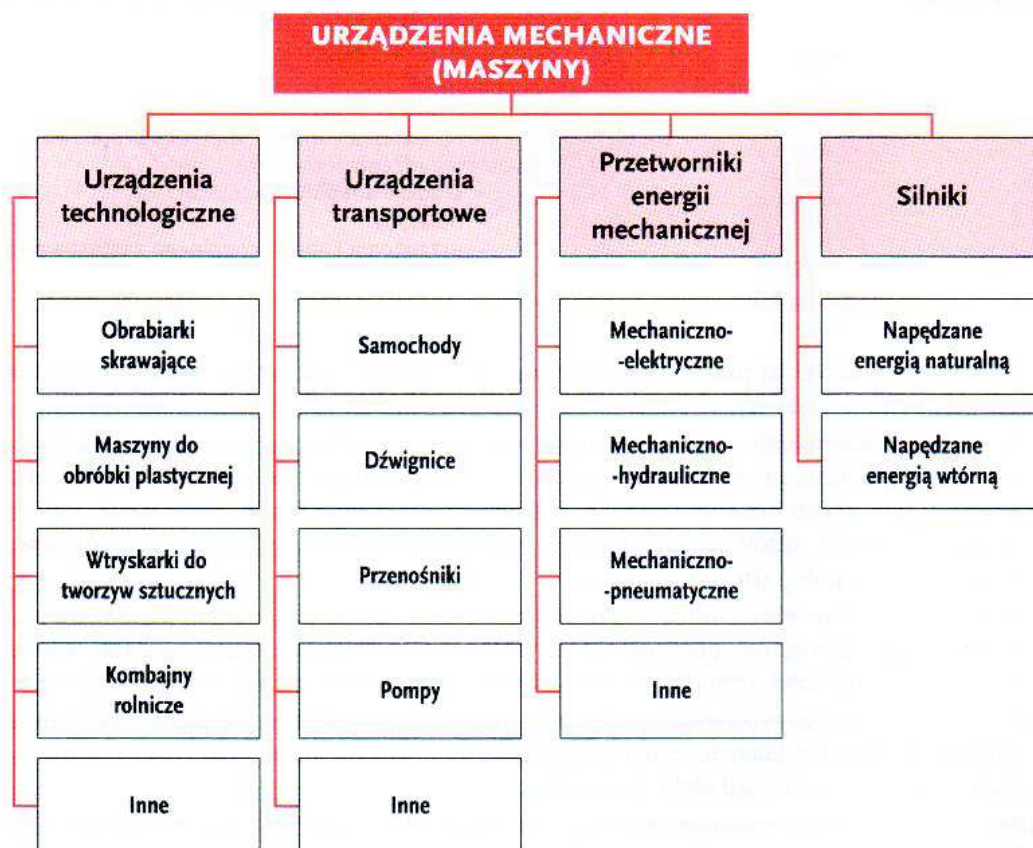 URZĄDZENIA MECHANICZNE
(MASZYNY)
Urządzenia
technologiczne
Obrabiarki
skrawające
Maszyny do
obróbki plastycznej
Wtryskarki do
tworzyw sztucznych
Kombajny
rolnicze
Inne
Urządzenia
transportowe
Samochody
Dźwignice
Przenośniki
Pompy
Inne
Przetworniki
energii
mechanicznej
Mechaniczno-
-elektryczne
Mechaniczno-
-hydrauliczne
Mechaniczno-
-pneumatyczne
Inne
Silniki
Napędzane
energią naturalną
Napędzane
energią wtórną